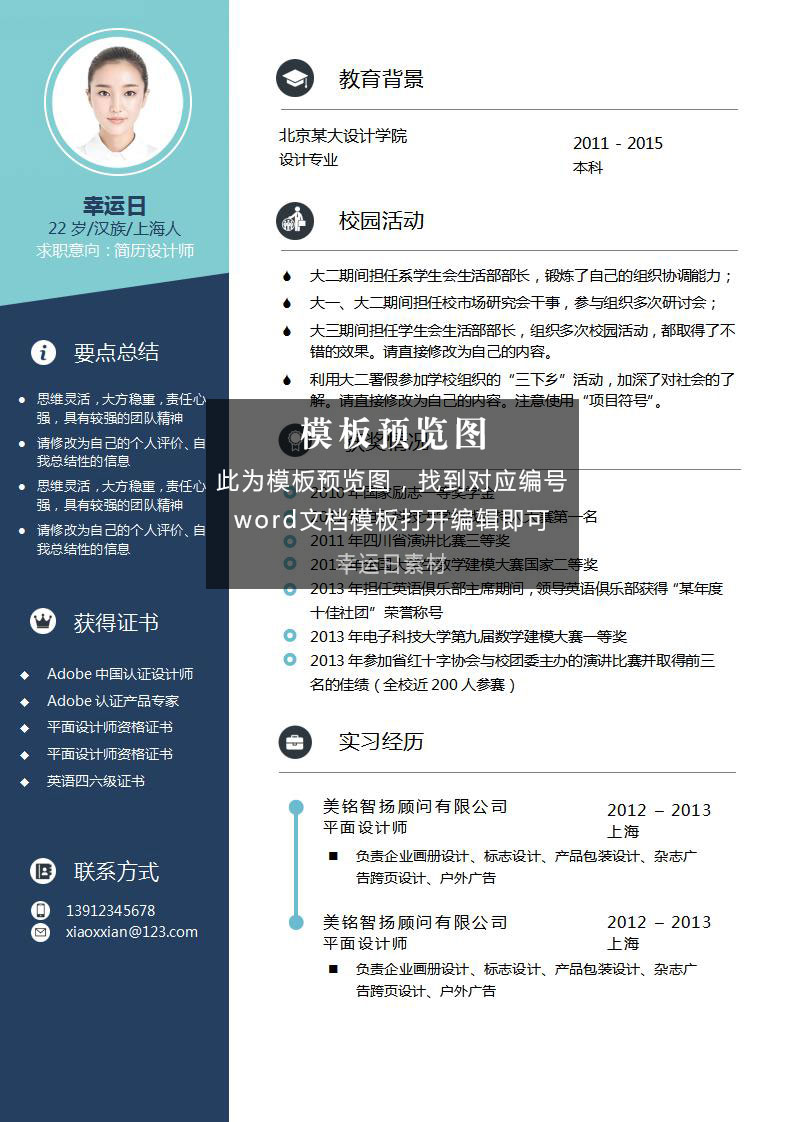 幸运日
22 岁/汉族/上海人
求职意向：简历设计师
要点总结
思维灵活，大方稳重，责任心
强，具有较强的团队精神
请修改为自己的个人评价、自
我总结性的信息
思维灵活，大方稳重，责任心
强，具有较强的团队精神
请修改为自己的个人评价、自
我总结性的信息
获得证书
Adobe 中国认证设计师
Adobe 认证产品专家
平面设计师资格证书
平面设计师资格证书
英语四六级证书
联系方式
13912345678
xiaoxxian@123.com
教育背景
北京某大设计学院
2011 - 2015
设计专业
本科
校园活动
大二期间担任系学生会生活部部长，锻炼了自己的组织协调能力；
大一、大二期间担任校市场研究会干事，参与组织多次研讨会；
大三期间担任学生会生活部部长，组织多次校园活动，都取得了不
错的效果。请直接修改为自己的内容。
利用大二署假参加学校组织的“三下乡”活动，加深了对社会的了
解。请直接修改为自己的内容。注意使用“项目符号”。
获奖情况
模板预览图
此为模板预览图，找到对应编号
word文档模板打开编辑即可
幸运日素材
2010 年国家励志一等奖学金
大赛第一名
2011 年四川省演讲比赛三等奖
数学建模大赛国家二等奖
2013 年担任英语俱乐部主席期间，领导英语俱乐部获得“某年度
十佳社团”荣誉称号
2013 年电子科技大学第九届数学建模大赛一等奖
2013 年参加省红十字协会与校团委主办的演讲比赛并取得前三
名的佳绩（全校近 200 人参赛）
实习经历
美铭智扬顾问有限公司
2012 – 2013
平面设计师
上海
负责企业画册设计、标志设计、产品包装设计、杂志广
告跨页设计、户外广告
美铭智扬顾问有限公司
2012 – 2013
平面设计师
上海
负责企业画册设计、标志设计、产品包装设计、杂志广
告跨页设计、户外广告